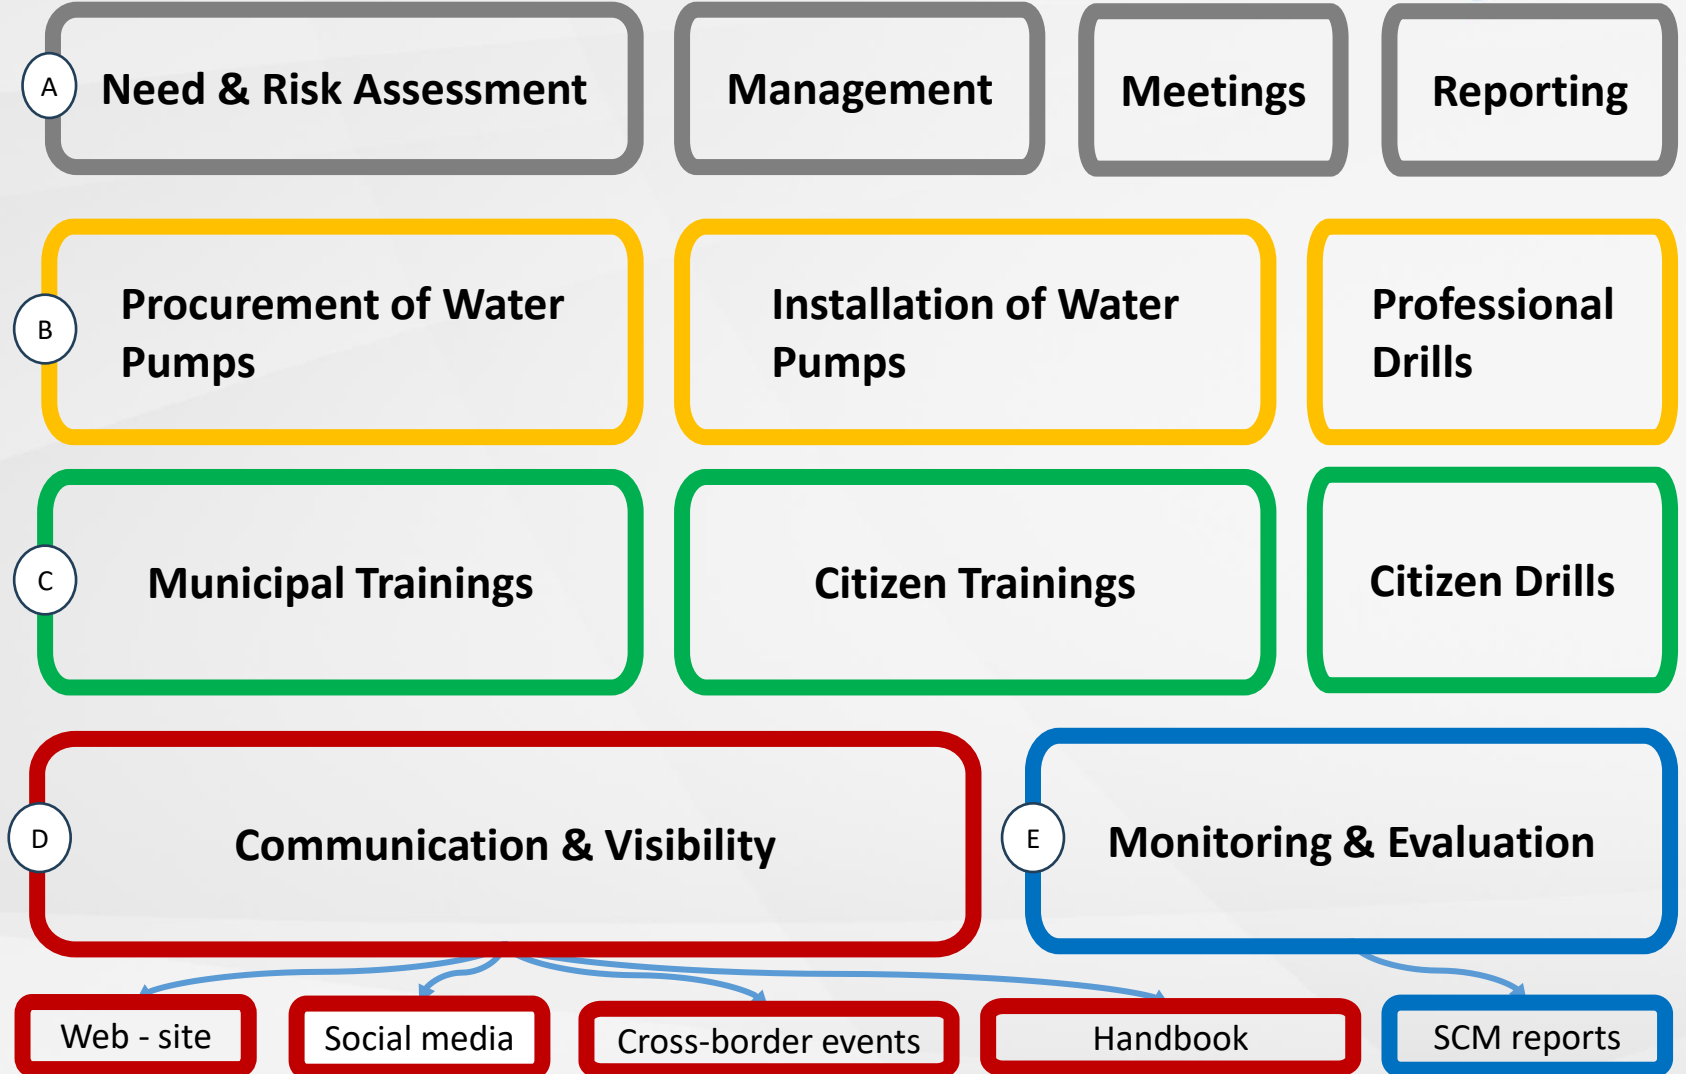 A
Need & Risk Assessment
Management
Meetings
Reporting
B
Procurement of Water
Pumps
Installation of Water
Pumps
Professional
Drills
C
Municipal Trainings
Citizen Trainings
Citizen Drills
D
Communication & Visibility
E
Monitoring & Evaluation
Web - site
Social media
Cross-border events
Handbook
SCM reports